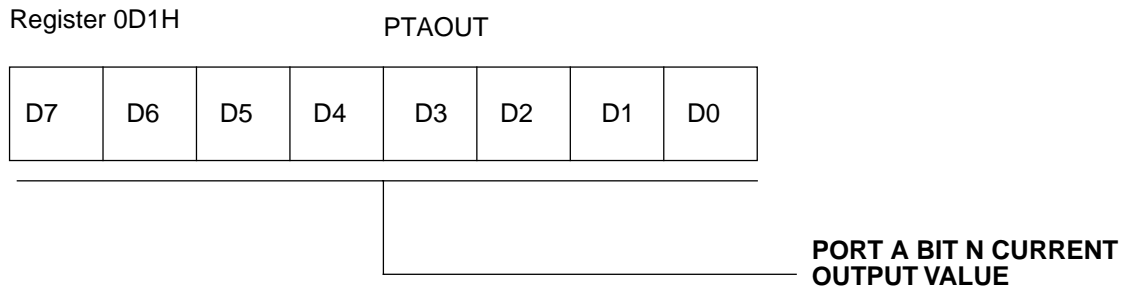 Register 0D1H
PTAOUT
D7 D6 D5 D4 D3 D2 D1 D0
PORT A BIT N CURRENT
OUTPUT VALUE